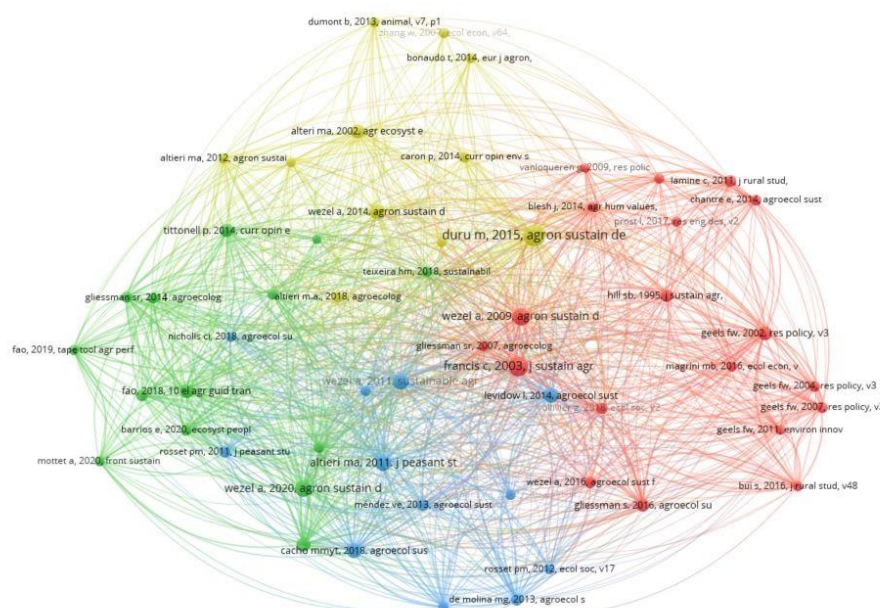 dumont b, 2013, animal, v7, p1
zhang w, 2007, ecol econ, v64,
bonaudo t, 2014, eur j agron,
alteri ma, 2002, agr ecosyst e
altieri ma, 2012, agron sustai
caron p, 2014, curr opin env s
vanloqueren g, 2009, res polic
lamine c, 2011, j rural stud,
chantre e, 2014, agroecol sust
blesh j, 2014, agr hum values,
prost l, 2017, res eng des, v2
wezel a, 2014, agron sustain d
tittonell p, 2014, curr opin e
duru m, 2015, agron sustain de
teixeira hm, 2018, sustainabil
gliessman sr, 2014, agroecolog
altieri m.a., 2018, agroecolog
hill sb, 1995, j sustain agr,
wezel a, 2009, agron sustain d
nicholls ci, 2018, agroecol su
geels fw, 2002, res policy, v3
gliessman sr, 2007, agroecolog
fao, 2019, tape tool agr perf
francis c, 2003, j sustain agr
magrini mb, 2016, ecol econ, v
wezel a, 2011, sustainable agr
geels fw, 2004, res policy, v3
fao, 2018, 10 el agr guid tran
levidow l, 2014, agroecol sust
ollivier g, 2018, ecol soc, v2
geels fw, 2007, res policy, v3
barrios e, 2020, ecosyst peopl
geels fw, 2011, environ innov
rosset pm, 2011, j peasant stu
mottet a, 2020, front sustain
altieri ma, 2011, j peasant st
wezel a, 2020, agron sustain d
wezel a, 2016, agroecol sust f
bui s, 2016, j rural stud, v48
méndez ve, 2013, agroecol sust
gliessman s, 2016, agroecol su
cacho mmyt, 2018, agroecol sus
rosset pm, 2012, ecol soc, v17
de molina mg, 2013, agroecol s